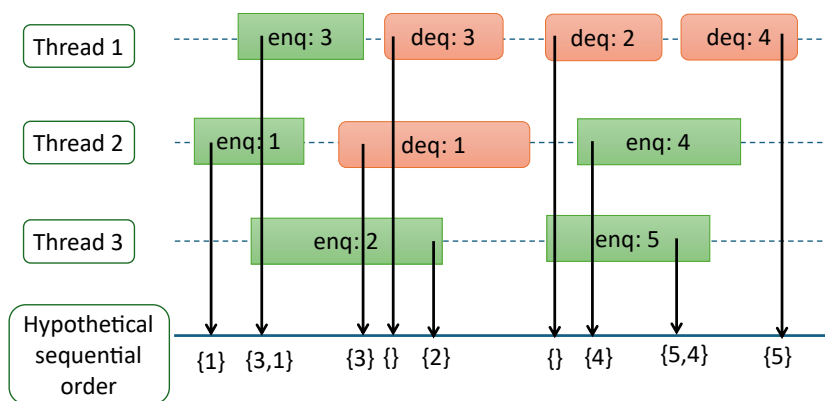 Thread 1
enq: 3
deq: 3
deq: 2
deq: 4
Thread 2
enq: 1
deq: 1
enq: 4
Thread 3
enq: 2
enq: 5
Hypothetical
sequential
order
{1}
{3,1}
{3}
{}
{2}
{}
{4}
{5,4}
{5}